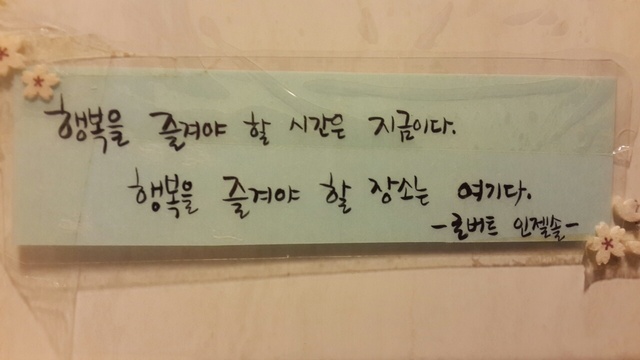 행복을 즐겨야 할 시간은 지금이다.
행복을 즐겨야 할 장소는 여기다.
-로버트 인젤솔-